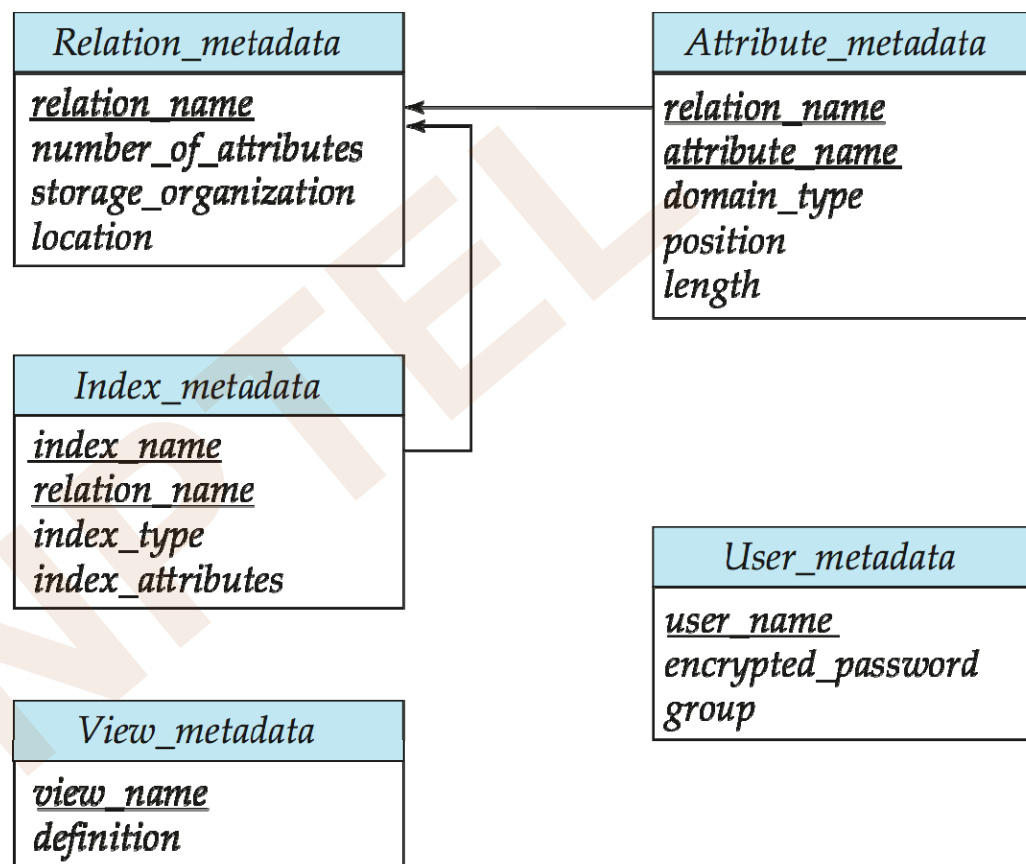 Relation_metadata
relation_name
number_of_attributes
storage_organization
location
Attribute_metadata
relation_name
attribute_name
domain_type
position
length
Index_metadata
index_name
relation_name
index_type
index_attributes
User_metadata
user_name
encrypted_password
group
View_metadata
view_name
definition
NPTEL